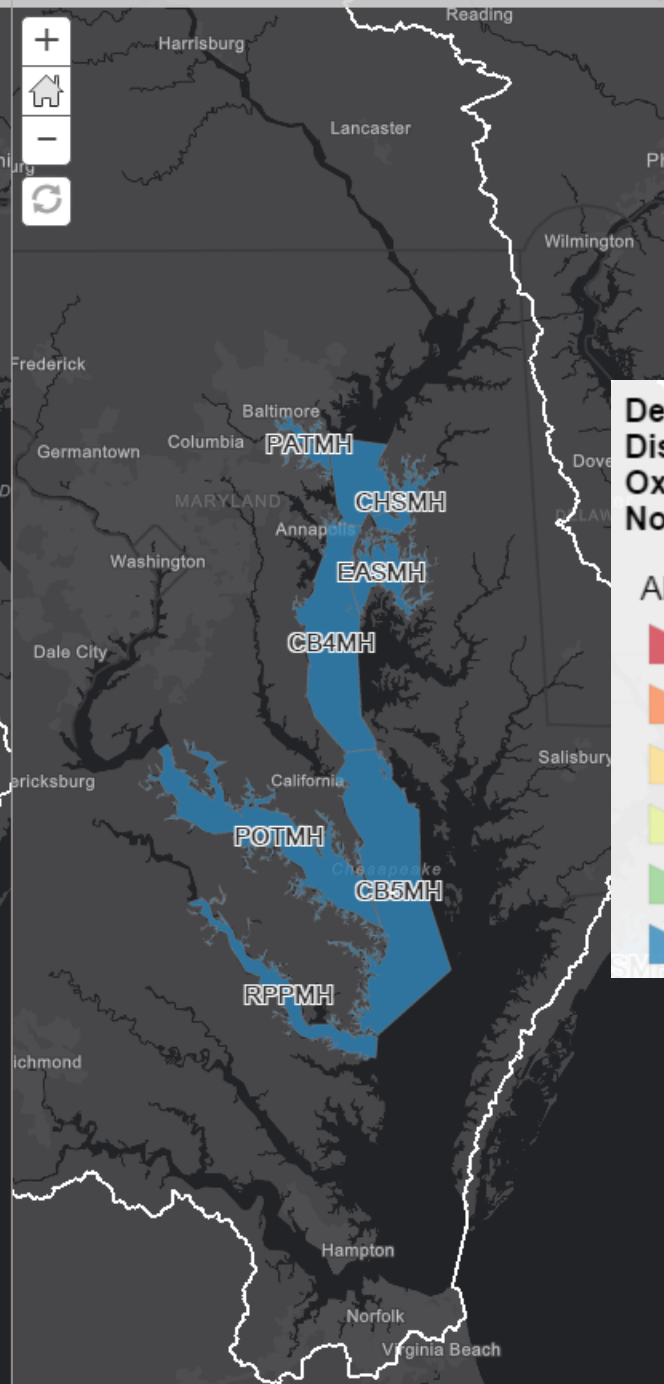 +
−
Reading
Harrisburg
Lancaster
Wilmington
Frederick
Baltimore
PATMH
Columbia
Germantown
MARYLAND
CHSMH
Annapolis
Washington
EASMH
CB4MH
Dale City
Salisbury
California
ericksburg
POTMH
Chesapeake
CB5MH
RPPMH
ichmond
Hampton
Norfolk
Virginia Beach
Dove
DELAW
De
Dis
Ox
No